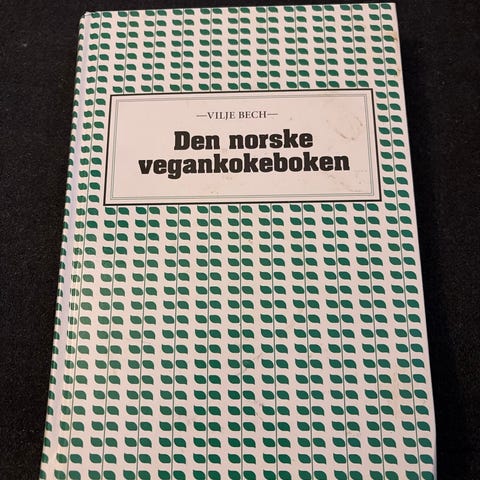 —VILJE BECH—
Den norske
vegankokeboken